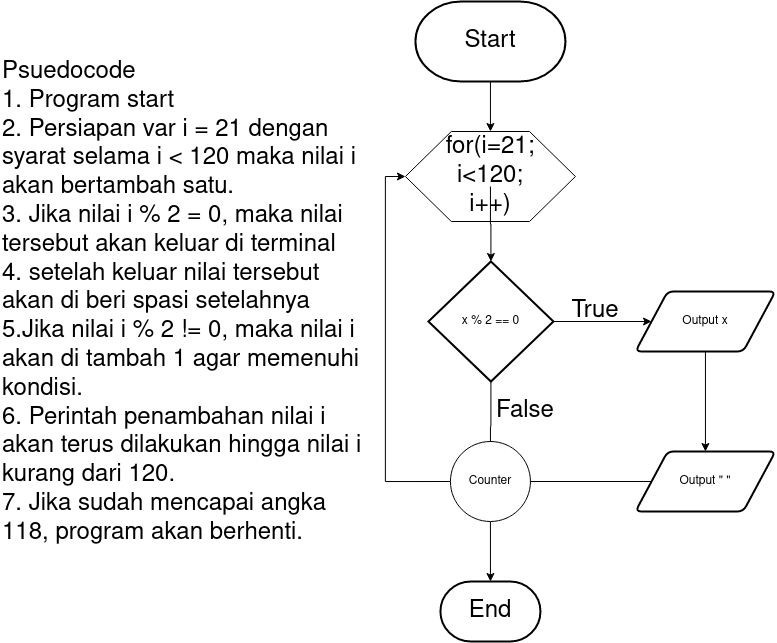 Psuedocode
1. Program start
2. Persiapan var i = 21 dengan
syarat selama i < 120 maka nilai i
akan bertambah satu.
3. Jika nilai i % 2 = 0, maka nilai
tersebut akan keluar di terminal
4. setelah keluar nilai tersebut
akan di beri spasi setelahnya
5.Jika nilai i % 2 != 0, maka nilai i
akan di tambah 1 agar memenuhi
kondisi.
6. Perintah penambahan nilai i
akan terus dilakukan hingga nilai i
kurang dari 120.
7. Jika sudah mencapai angka
118, program akan berhenti.
Start
for(i=21;
i<120;
i++)
x % 2 == 0
True
Output x
False
Counter
Output " "
End